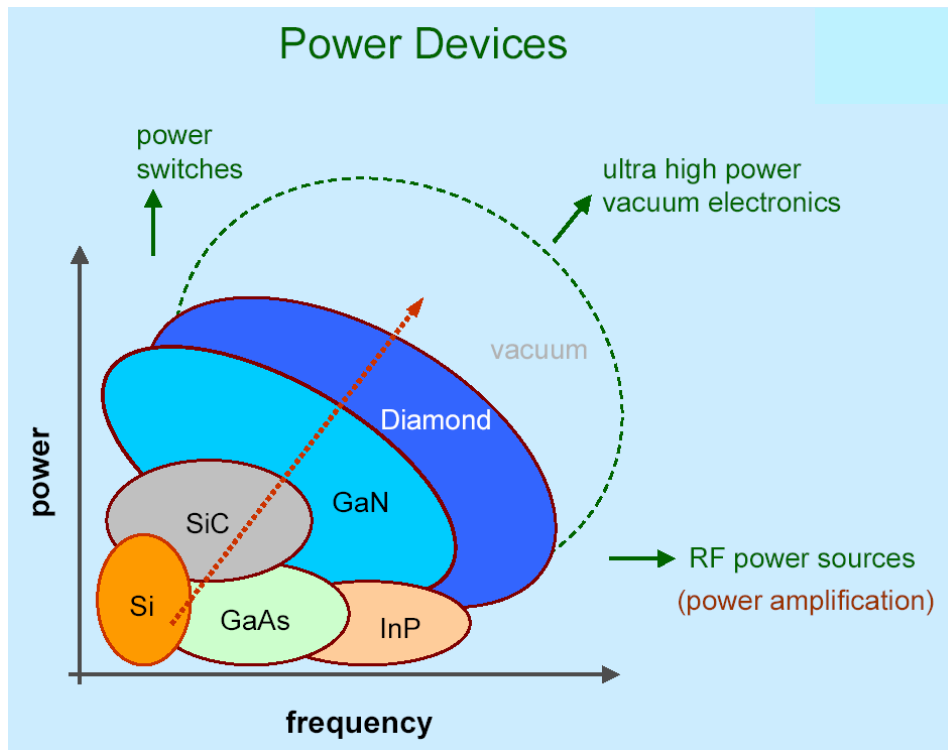 Power Devices
power
switches
ultra high power
vacuum electronics
vacuum
Diamond
GaN
SiC
Si
GaAs
InP
RF power sources
(power amplification)
power
frequency